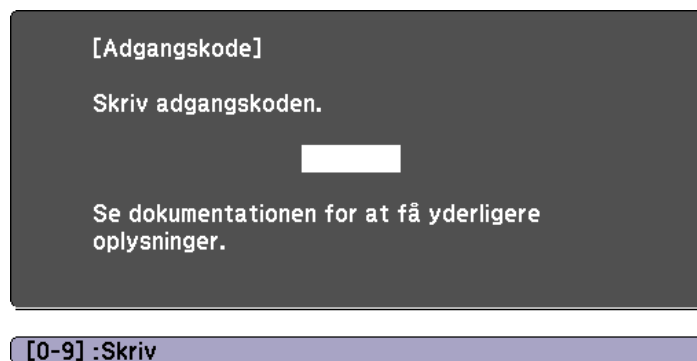 [Adgangskode]
Skriv adgangskoden.
Se dokumentationen for at få yderligere
oplysninger.
[0-9] :Skriv